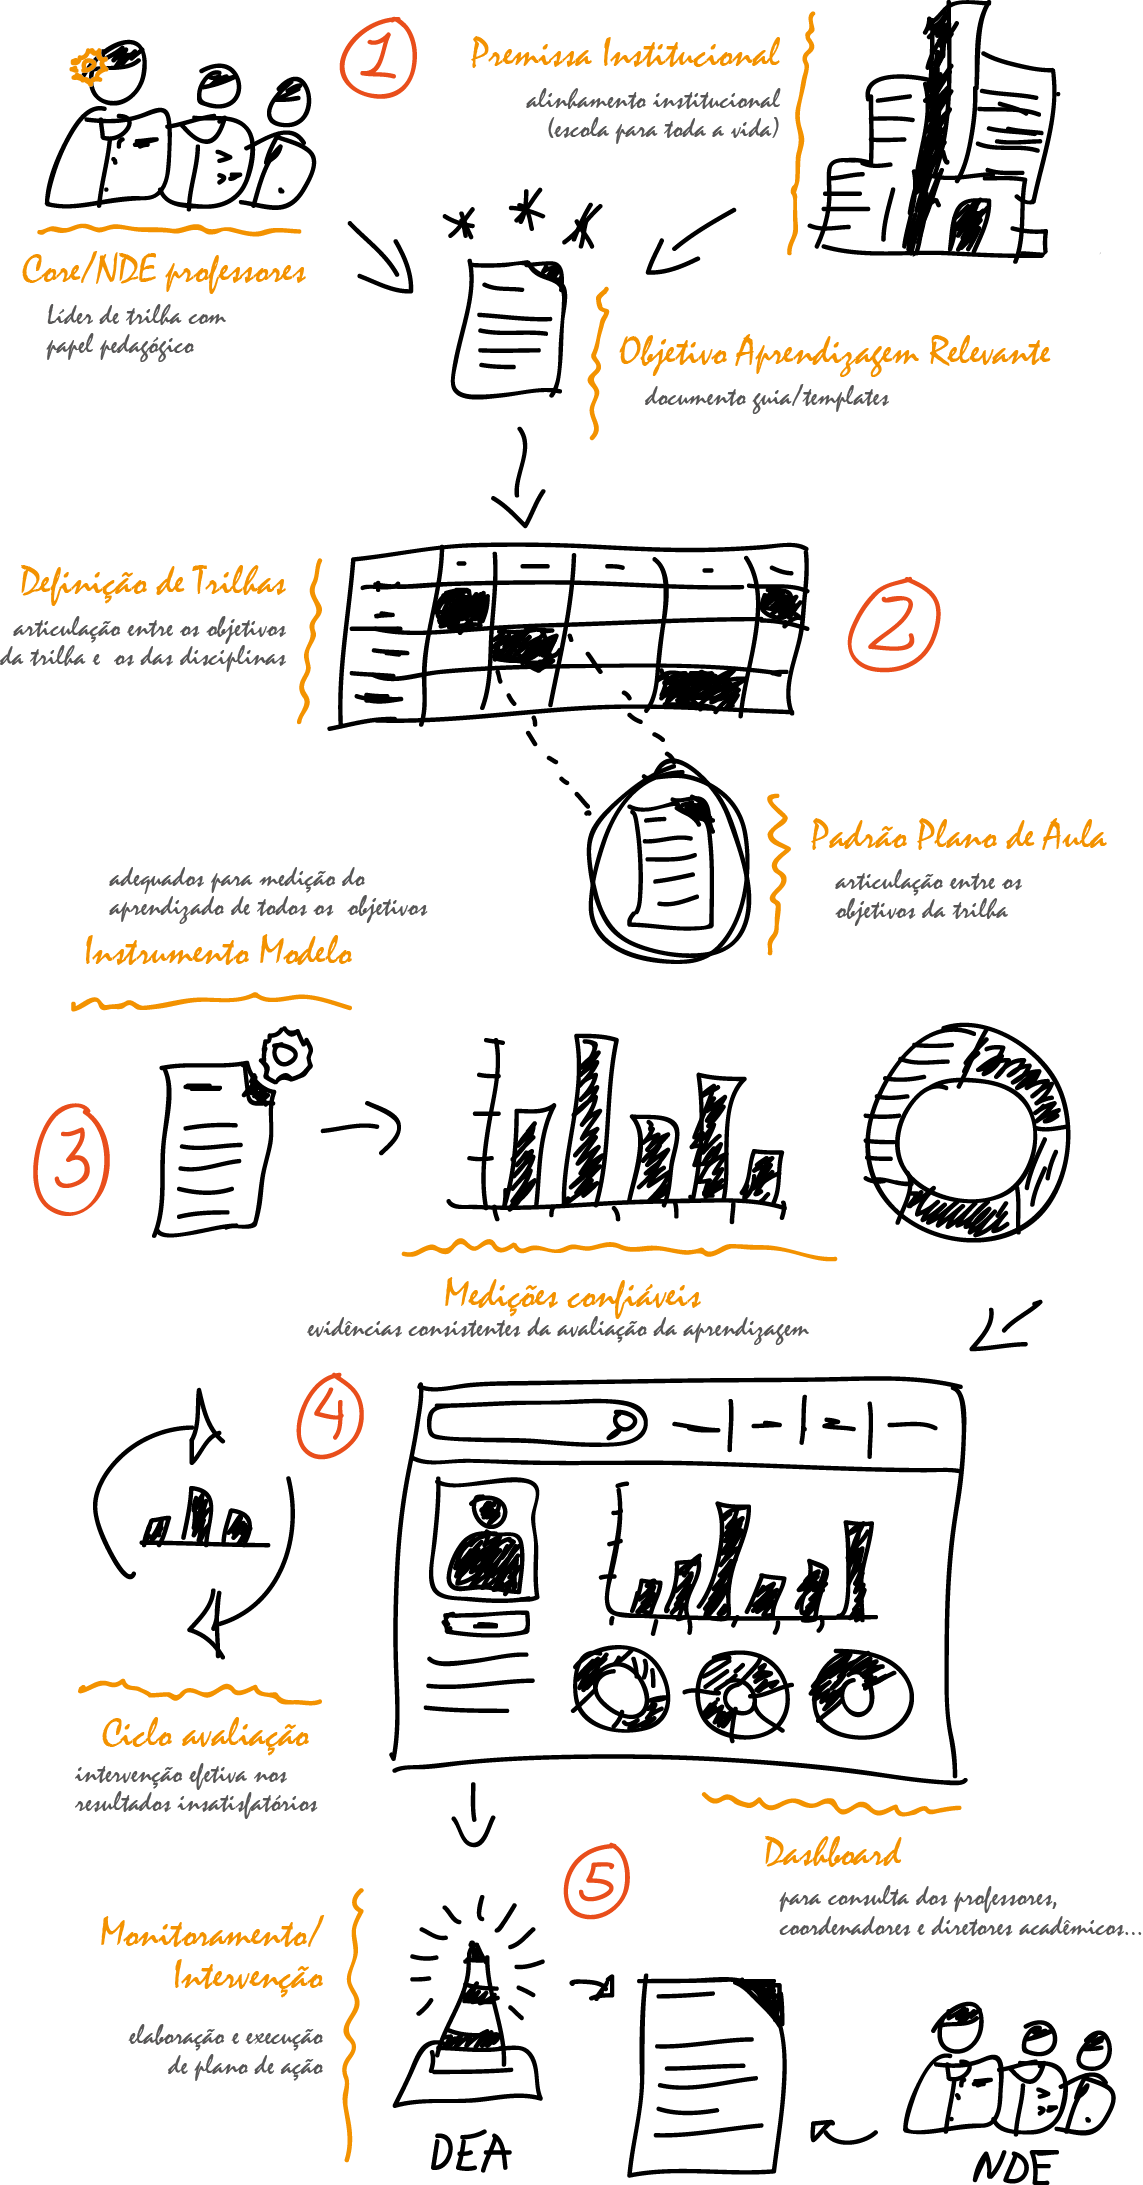 1
Premissa Institucional
alinhamento institucional
(escola para toda a vida)
Core/NDE professores
Líder de trilha com
papel pedagógico
Objetivo Aprendizagem Relevante
documento guia/templates
Definição de Trilhas
articulação entre os objetivos
da trilha e os das disciplinas
2
Padrão Plano de Aula
articulação entre os
objetivos da trilha
adequados para medição do
aprendizado de todos os objetivos
Instrumento Modelo
3
Medições confiáveis
evidências consistentes da avaliação da aprendizagem
4
Ciclo avaliação
intervenção efetiva nos
resultados insatisfatórios
Dashboard
para consulta dos professores,
coordenadores e diretores acadêmicos...
5
Monitoramento/
Intervenção
elaboração e execução
de plano de ação
DEA
NDE